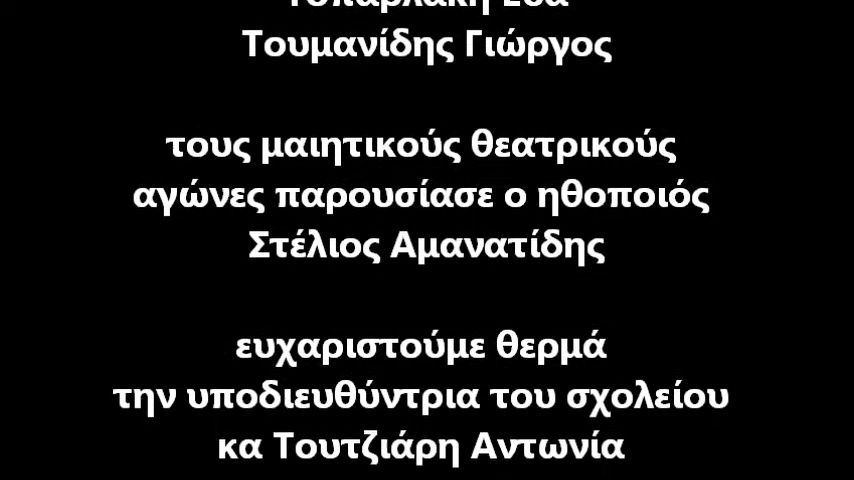 Τουμανίδης Γιώργος
τους μαιητικούς θεατρικούς
αγώνες παρουσίασε ο ηθοποιός
Στέλιος Αμανατίδης
ευχαριστούμε θερμά
την υποδιευθύντρια του σχολείου
κα Τουτζιάρη Αντωνία